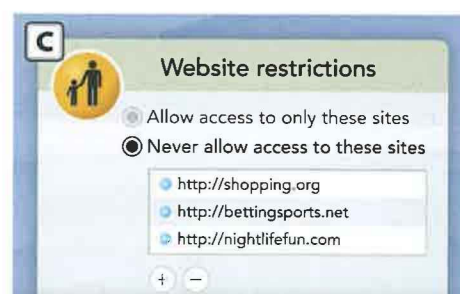 C
Website restrictions
Allow access to only these sites
Never allow access to these sites
http://shopping.org
http://bettingsports.net
http://nightlifefun.com
+ −